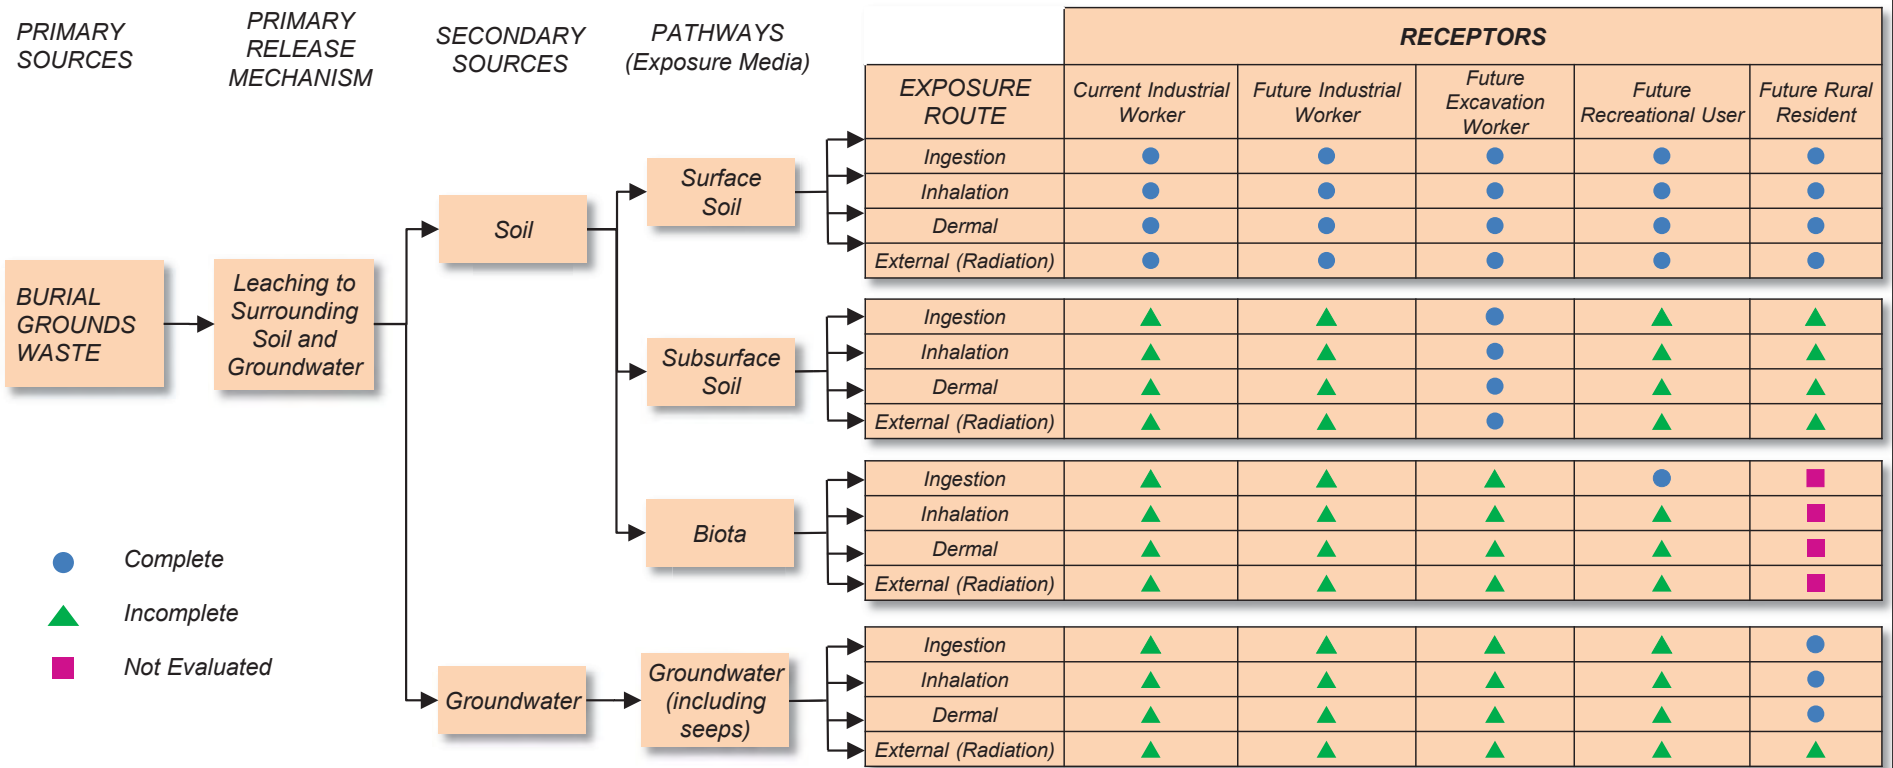 PRIMARY
SOURCES
PRIMARY
RELEASE
MECHANISM
SECONDARY
SOURCES
PATHWAYS
(Exposure Media)
RECEPTORS
EXPOSURE
ROUTE
Current Industrial
Worker
Future Industrial
Worker
Future
Excavation
Worker
Future
Recreational User
Future Rural
Resident
BURIAL
GROUNDS
WASTE
Leaching to
Surrounding
Soil and
Groundwater
Soil
Surface
Soil
Ingestion
Inhalation
Dermal
External (Radiation)
Subsurface
Soil
Ingestion
Inhalation
Dermal
External (Radiation)
Biota
Ingestion
Inhalation
Dermal
External (Radiation)
Groundwater
Groundwater
(including
seeps)
Ingestion
Inhalation
Dermal
External (Radiation)
Complete
Incomplete
Not Evaluated